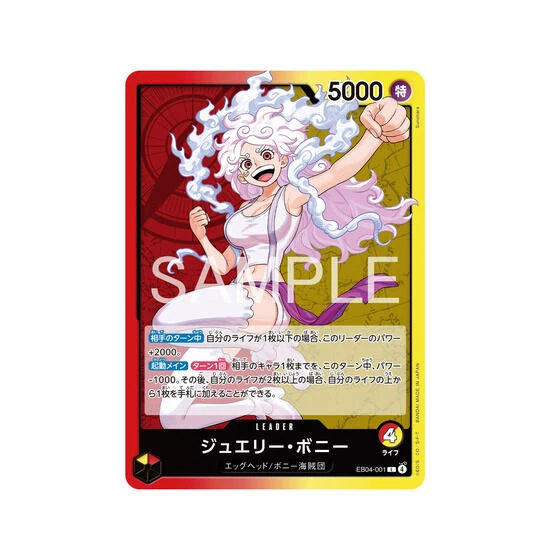 5000 特
SAMPLE
相手のターン中 自分のライフが1枚以下の場合、このリーダーのパワー
+2000。
起動メイン ターン1回 相手のキャラ1枚までを、このターン中、パワー
-1000。その後、自分のライフが2枚以上の場合、自分のライフの上か
ら1枚を手札に加えることができる。
LEADER
ジュエリー・ボニー
4
ライフ
エッグヘッド/ボニー海賊団
EB04-001 L
BANDAI MADE IN JAPAN